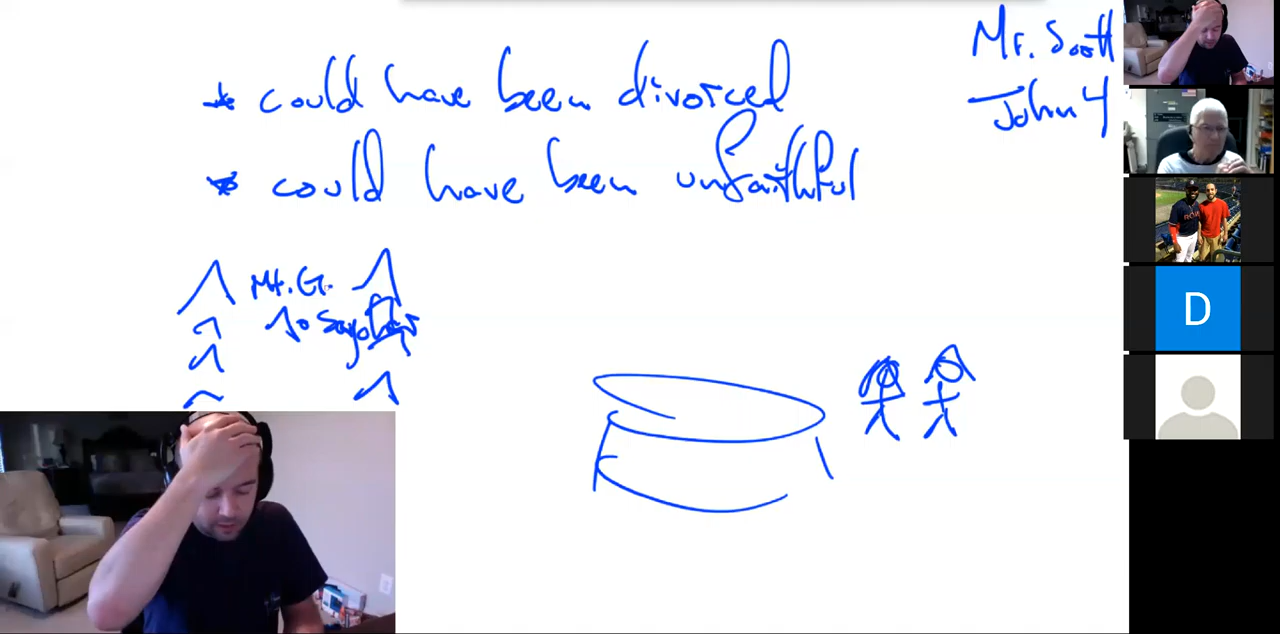 * could have been divorced
* could have been unfaithful
Mr. Scott
John 4
Mt. G.
D